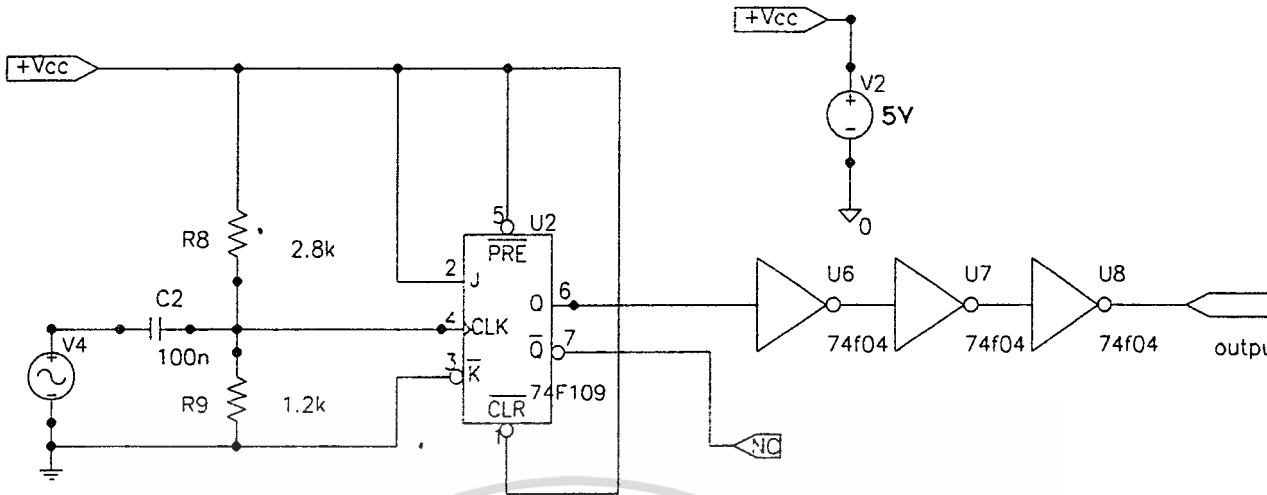 +Vcc
+Vcc
V2
5V
0
5
U2
PRE
R8
2.8k
2
J
Q
6
U6
U7
U8
C2
4
CLK
V4
100n
3
K
Q
7
74f04
74f04
74f04
outpu
R9
1.2k
74F109
CLR
1
NC